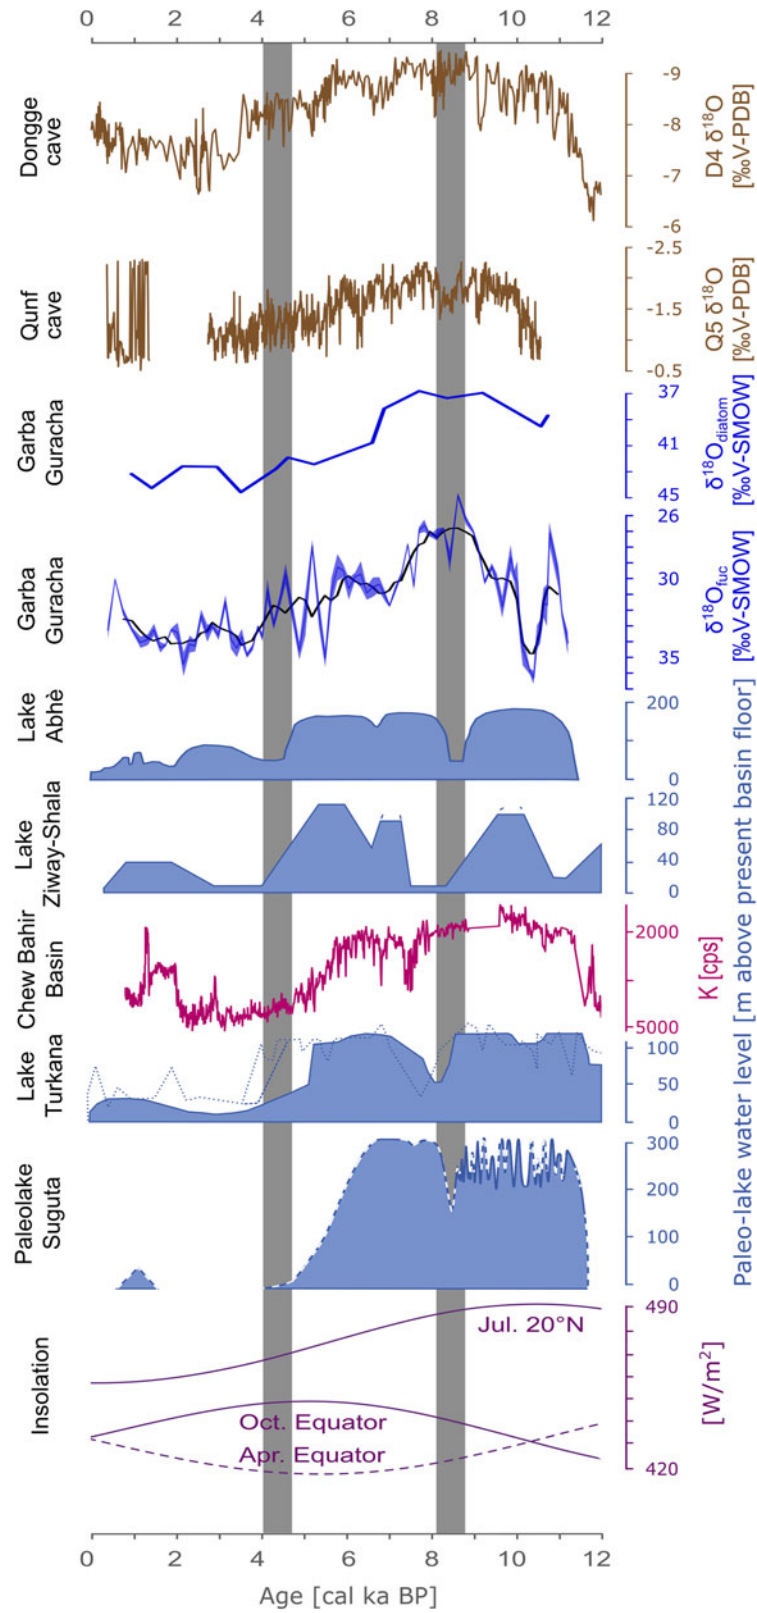 0 2 4 6 8 10 12
Dongge
cave
-9
-8
-7
-6
D4 δ18O
[‰V-PDB]
Qunf
cave
-2.5
-1.5
-0.5
Q5 δ18O
[‰V-PDB]
Garba
Guracha
37
41
45
δ18Odiatom
[‰V-SMOW]
Garba
Guracha
26
30
35
δ18Ofuc
[‰V-SMOW]
Lake
Abhè
200
0
Lake
Ziway-Shala
120
80
40
0
Chew Bahir
Basin
2000
5000
K [cps]
Lake
Turkana
100
50
0
Paleolake
Suguta
300
200
100
0
Paleo-lake water level [m above present basin floor]
Insolation
Jul. 20°N
Oct. Equator
Apr. Equator
490
420
[W/m²]
0 2 4 6 8 10 12
Age [cal ka BP]